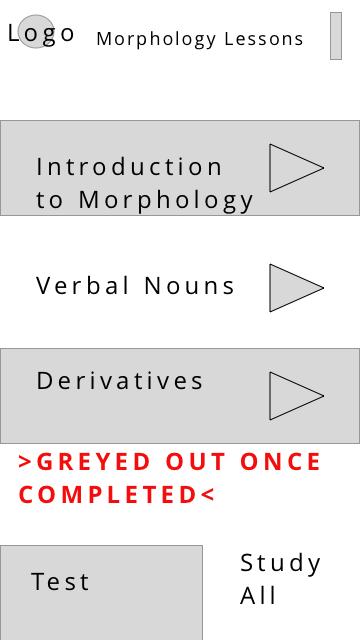 Logo
Morphology Lessons
Introduction
to Morphology
Verbal Nouns
Derivatives
>GREYED OUT ONCE
COMPLETED<
Test
Study
All